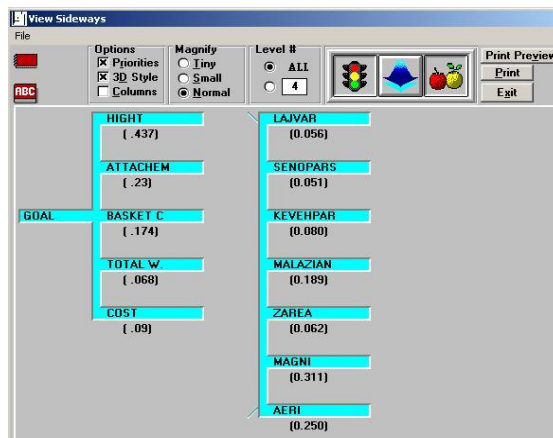 View Sideways
File
Options
Priorities
3D Style
Columns
Magnify
Tiny
Small
Normal
Level #
ALL
4
Print Preview
Print
Exit
ABC
GOAL
HIGHT
( .437)
ATTACHEM
( .23)
BASKET C
( .174)
TOTAL W.
( .068)
COST
( .09)
LAJVAR
(0.056)
SENOPARS
(0.051)
KEVEHPAR
(0.080)
MALAZIAN
(0.189)
ZAREA
(0.062)
MAGNI
(0.311)
AERI
(0.250)